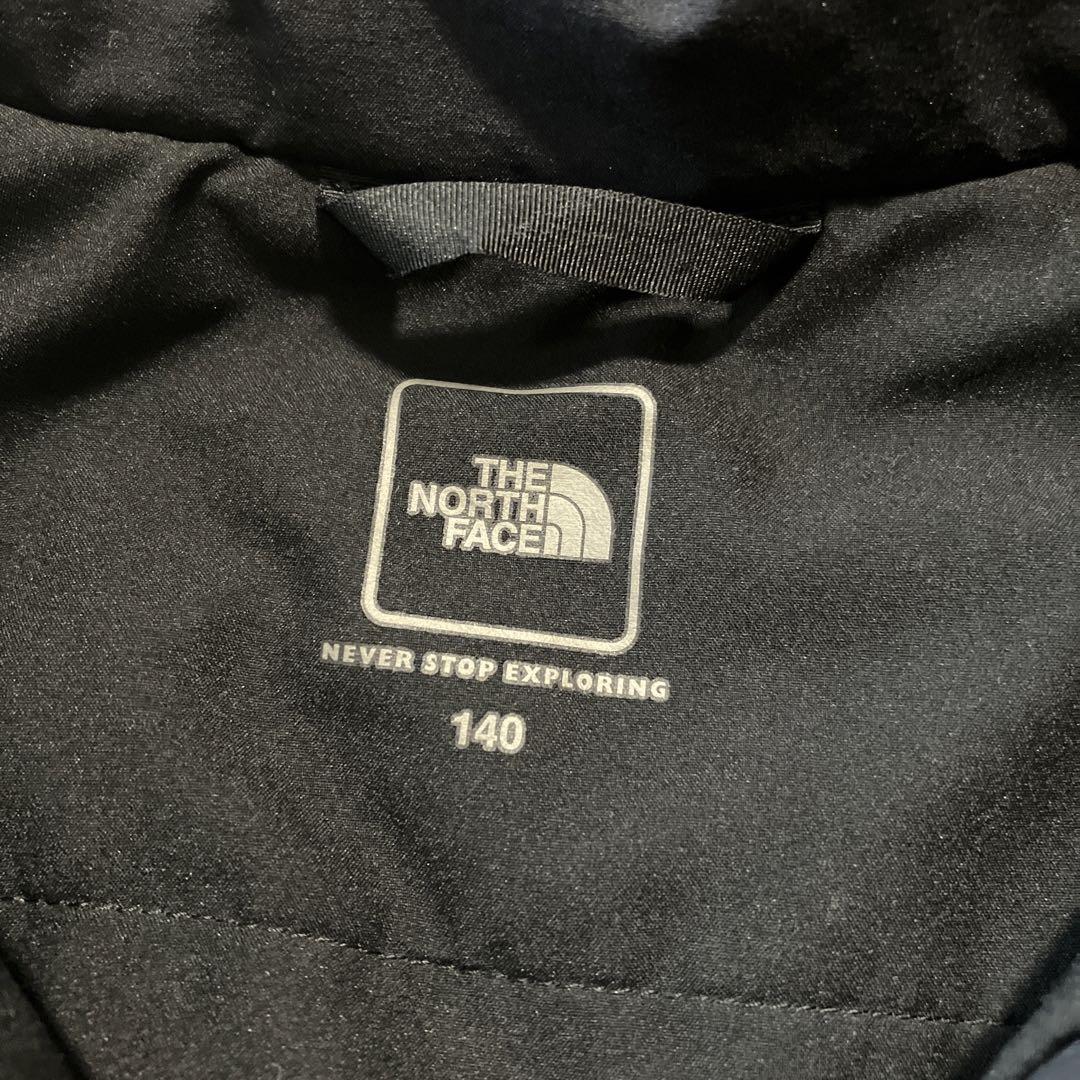 THE
NORTH
FACE
NEVER STOP EXPLORING
140